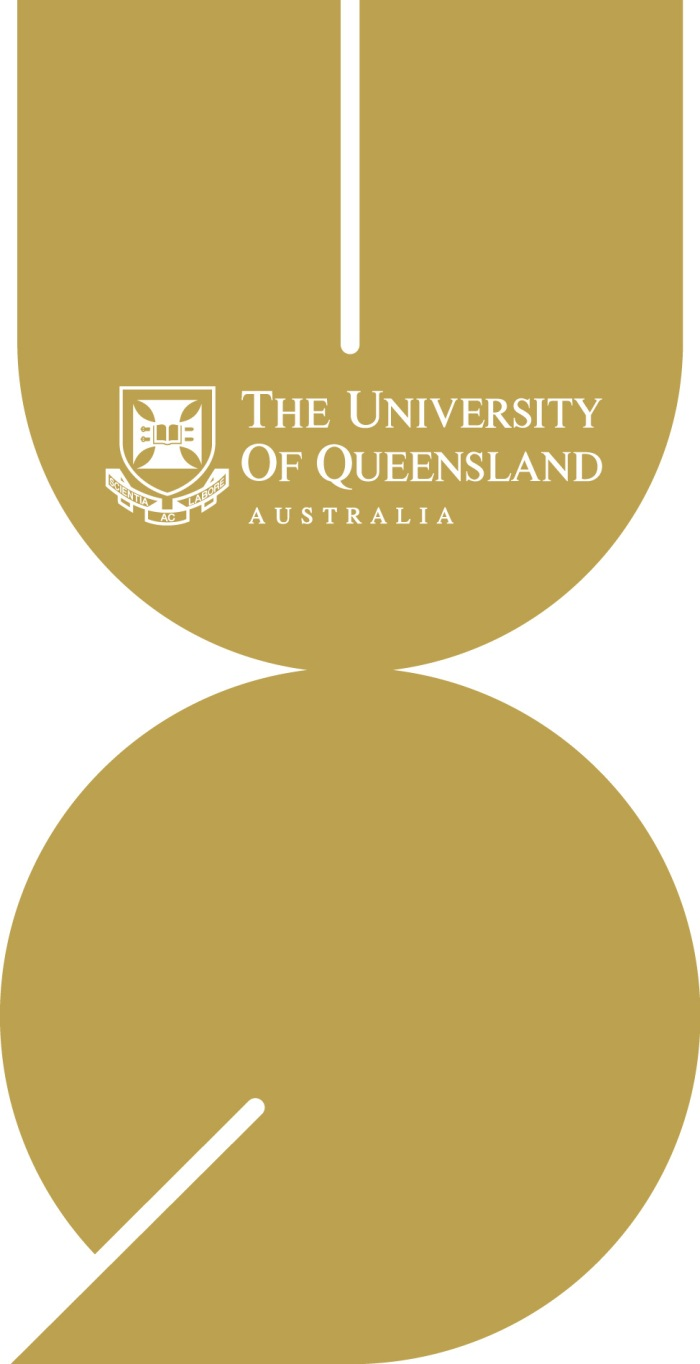 THE UNIVERSITY
OF QUEENSLAND
AUSTRALIA
SCIENTIA
AC
LABORE